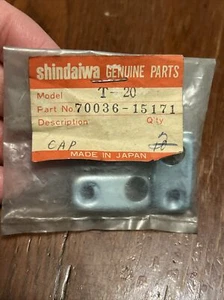 shindaiwa GENUINE PARTS
Model T-20
Part No. 70036-15171
Description Q'ty
CAP 2
MADE IN JAPAN